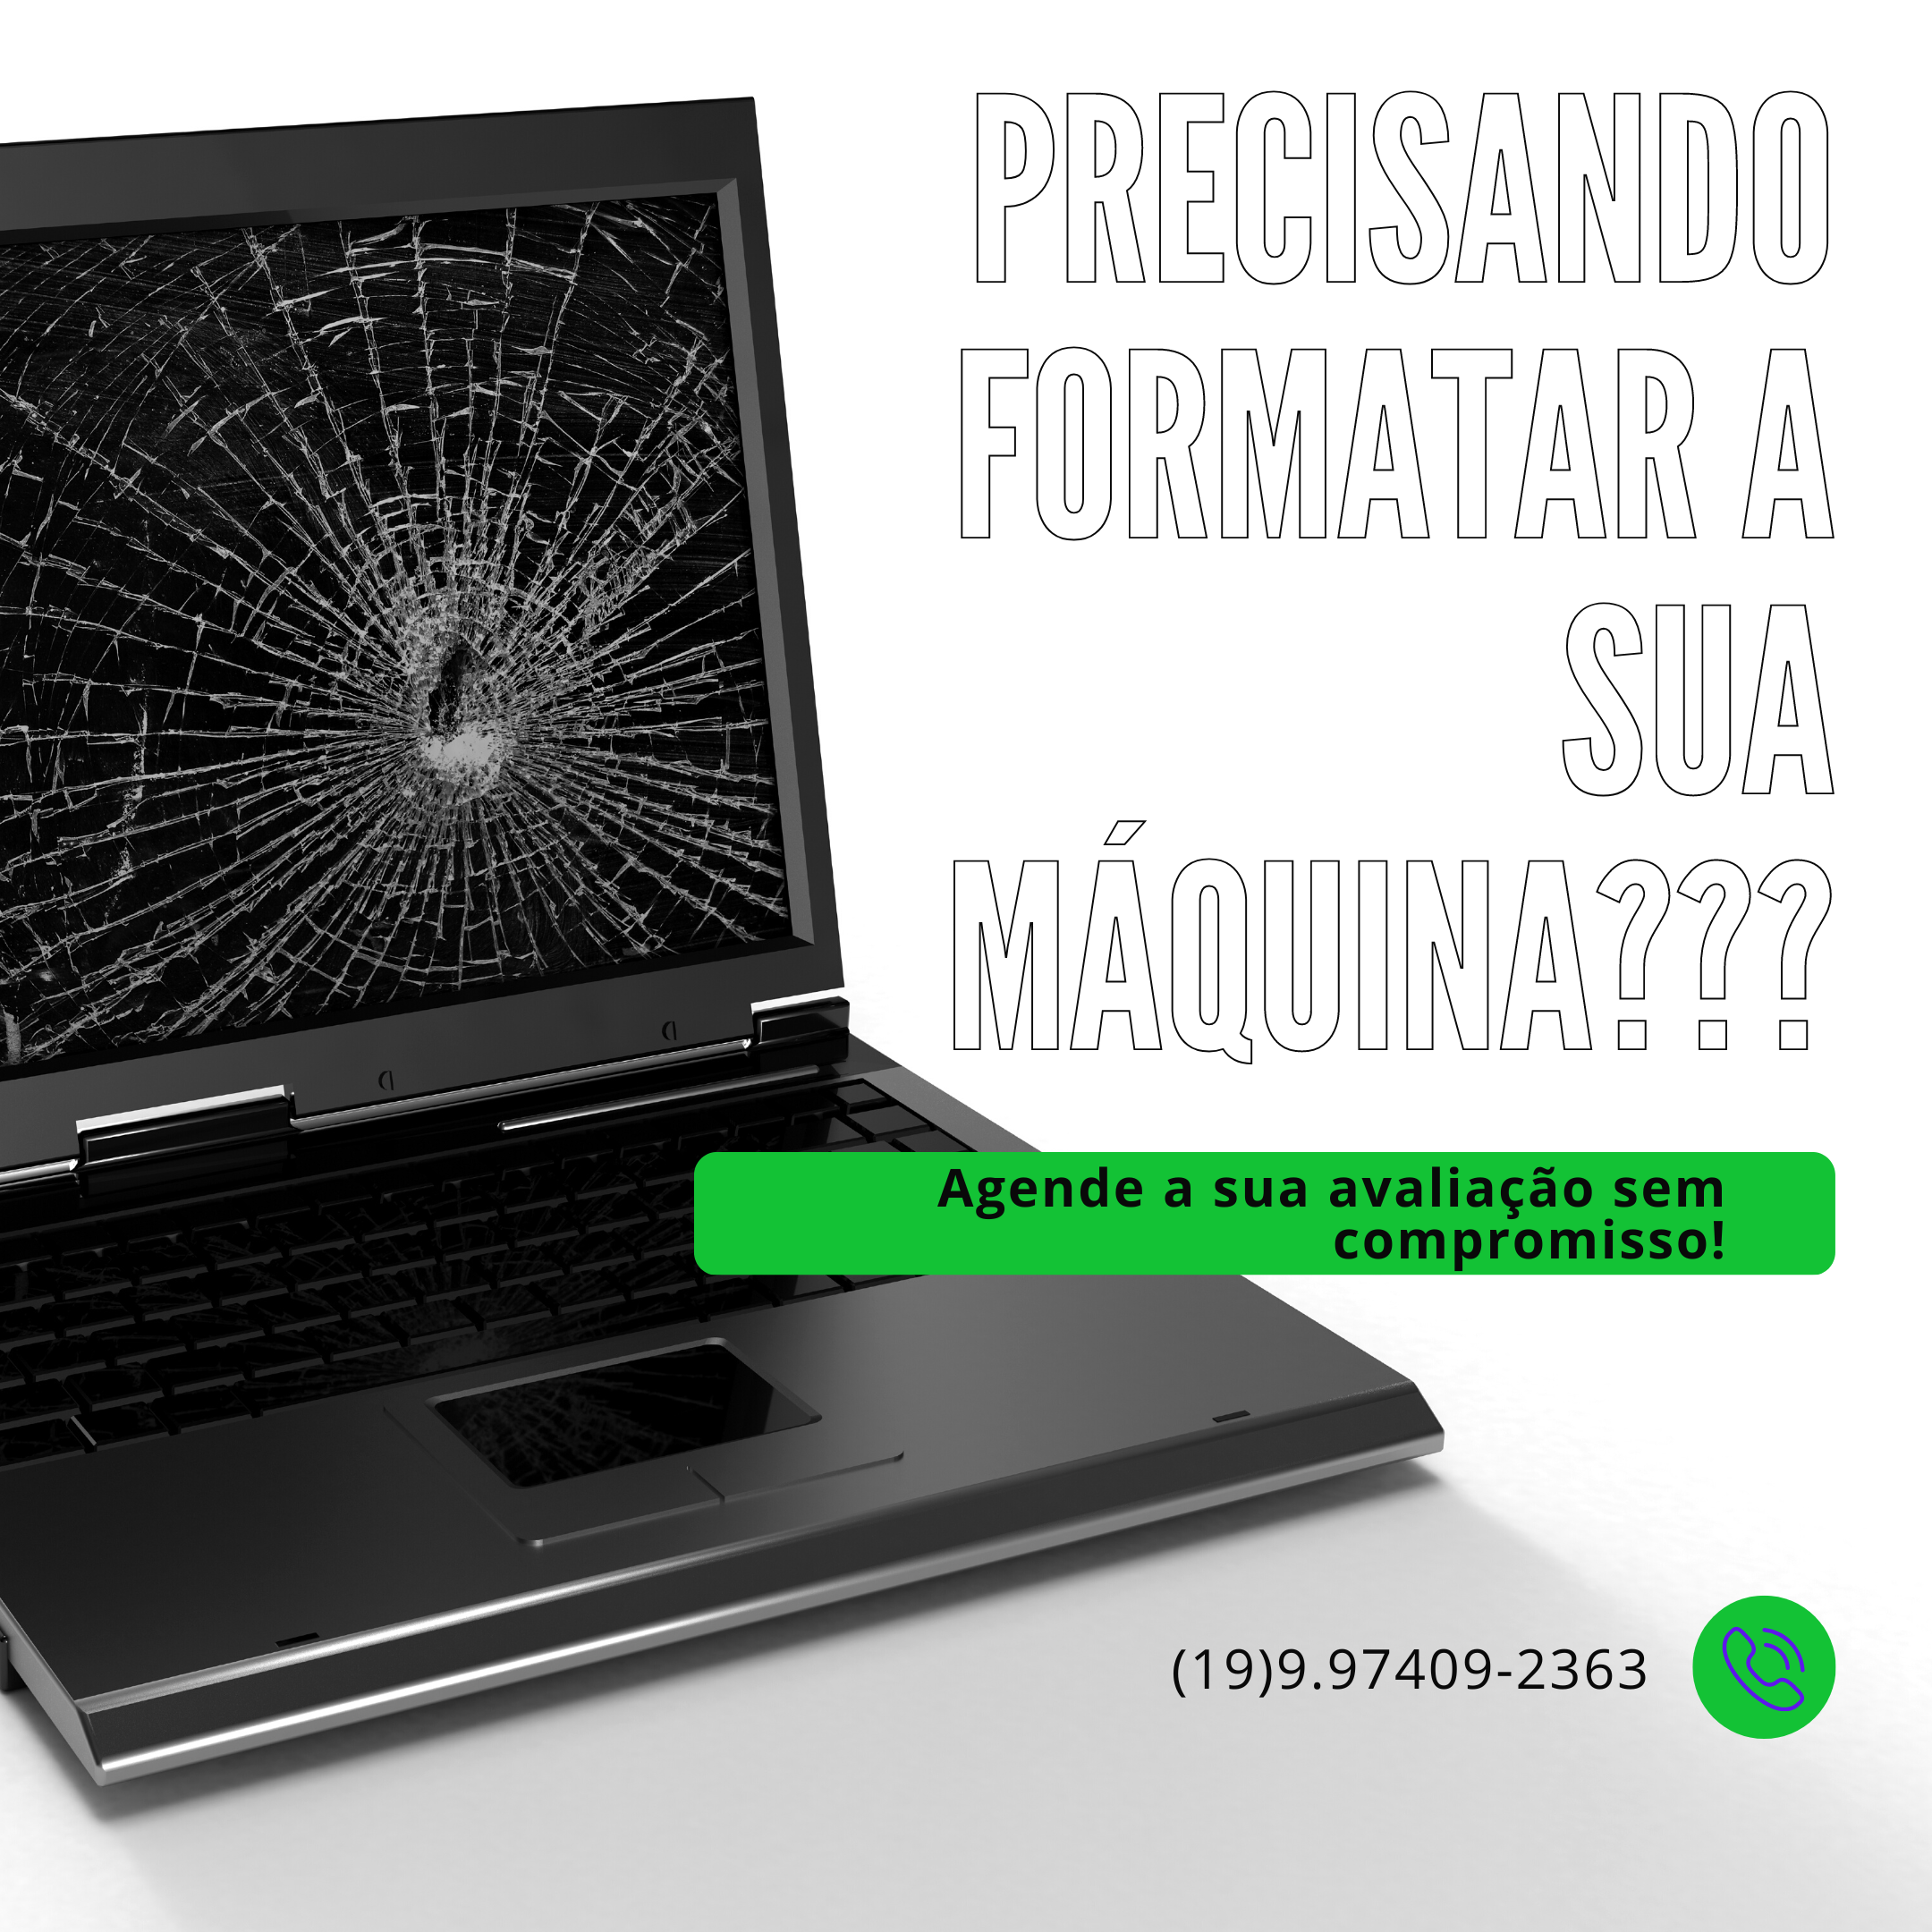 PRECISANDO
FORMATAR A
SUA
MÁQUINA???
Agende a sua avaliação sem
compromisso!
(19)9.97409-2363